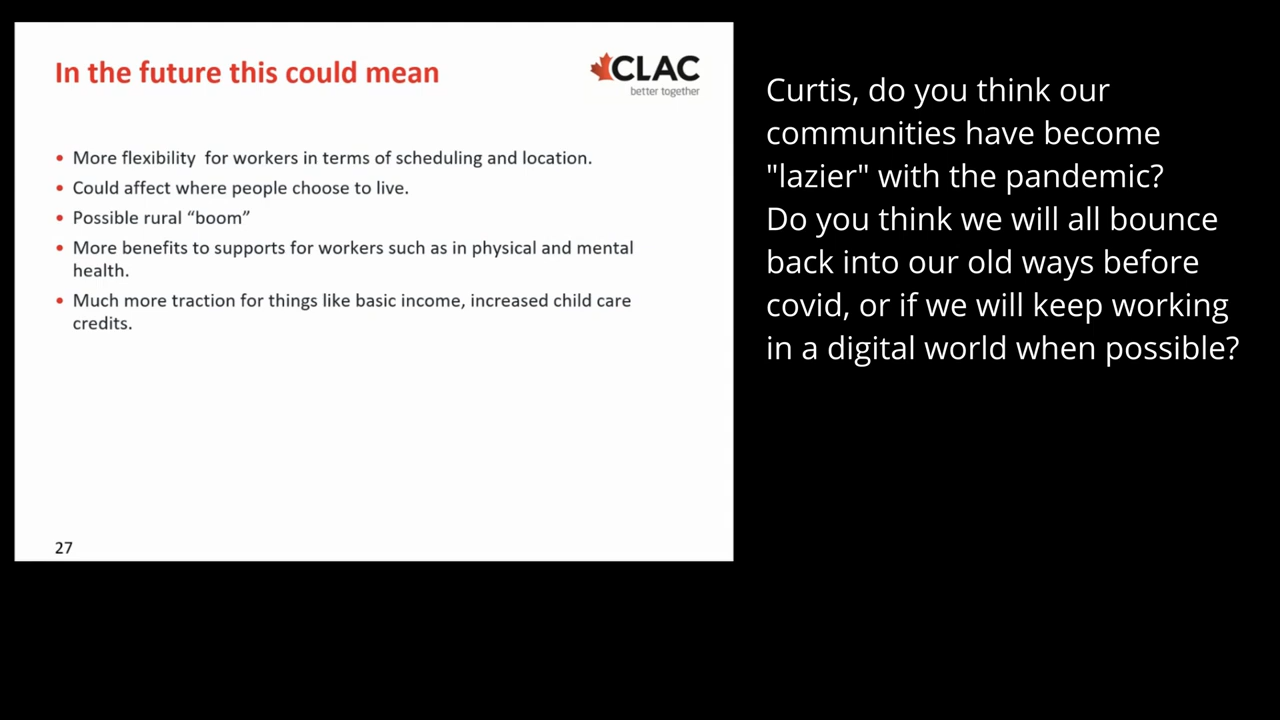 In the future this could mean
CLAC
better together
• More flexibility for workers in terms of scheduling and location.
• Could affect where people choose to live.
• Possible rural “boom”
• More benefits to supports for workers such as in physical and mental
health.
• Much more traction for things like basic income, increased child care
credits.
27
Curtis, do you think our
communities have become
"lazier" with the pandemic?
Do you think we will all bounce
back into our old ways before
covid, or if we will keep working
in a digital world when possible?